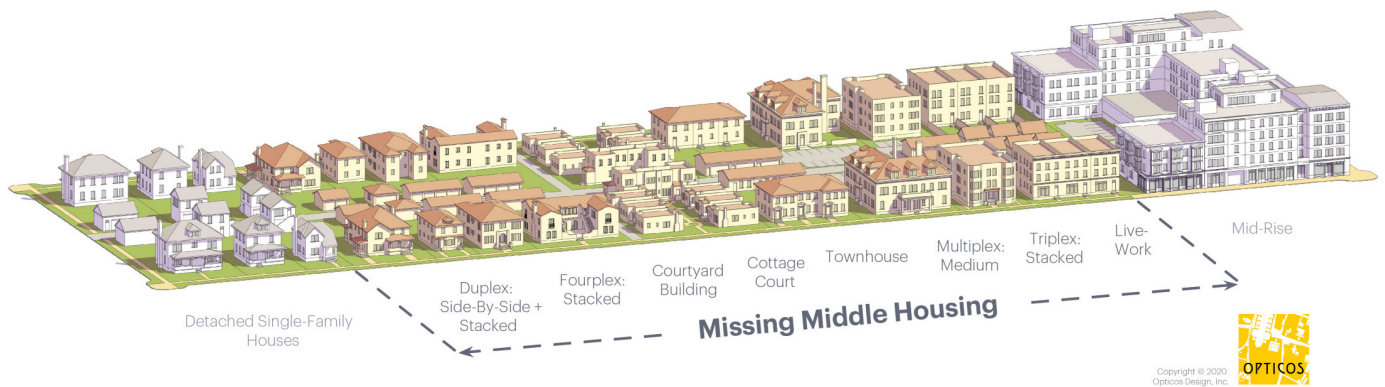 Detached Single-Family
Houses
Duplex:
Side-By-Side +
Stacked
Fourplex:
Stacked
Courtyard
Building
Cottage
Court
Townhouse
Multiplex:
Medium
Triplex:
Stacked
Live-
Work
Mid-Rise
Missing Middle Housing
Copyright © 2020
Opticos Design, Inc.
OPTICOS